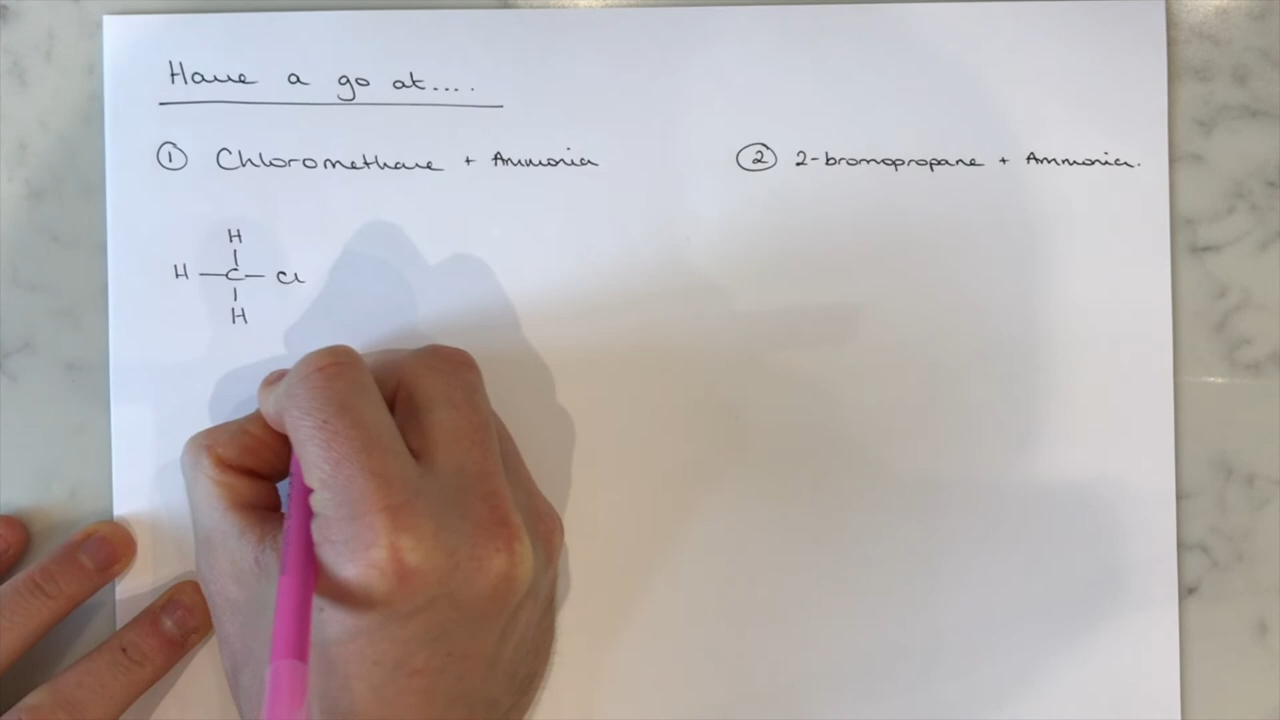 Have a go at....
① Chloromethane + Ammonia
② 2-bromopropane + Ammonia.
H
H — C — Cl
H